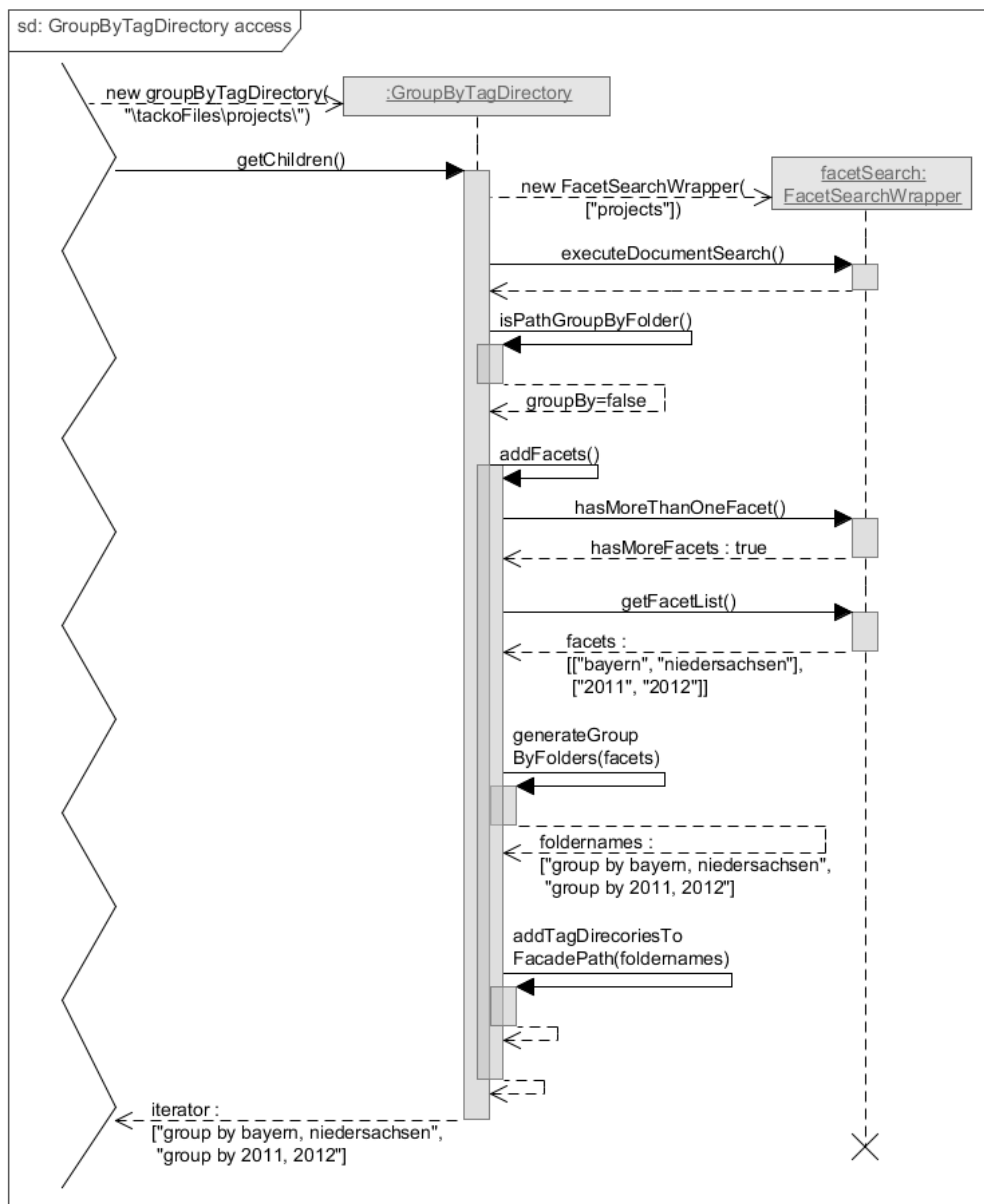 sd: GroupByTagDirectory access
new groupByTagDirectory(
"\tackoFiles\projects\")
:GroupByTagDirectory
getChildren()
new FacetSearchWrapper(
["projects"])
facetSearch:
FacetSearchWrapper
executeDocumentSearch()
isPathGroupByFolder()
groupBy=false
addFacets()
hasMoreThanOneFacet()
hasMoreFacets : true
getFacetList()
facets :
[["bayern", "niedersachsen"],
["2011", "2012"]]
generateGroup
ByFolders(facets)
foldernames :
["group by bayern, niedersachsen",
"group by 2011, 2012"]
addTagDirecoriesTo
FacadePath(foldernames)
iterator :
["group by bayern, niedersachsen",
"group by 2011, 2012"]